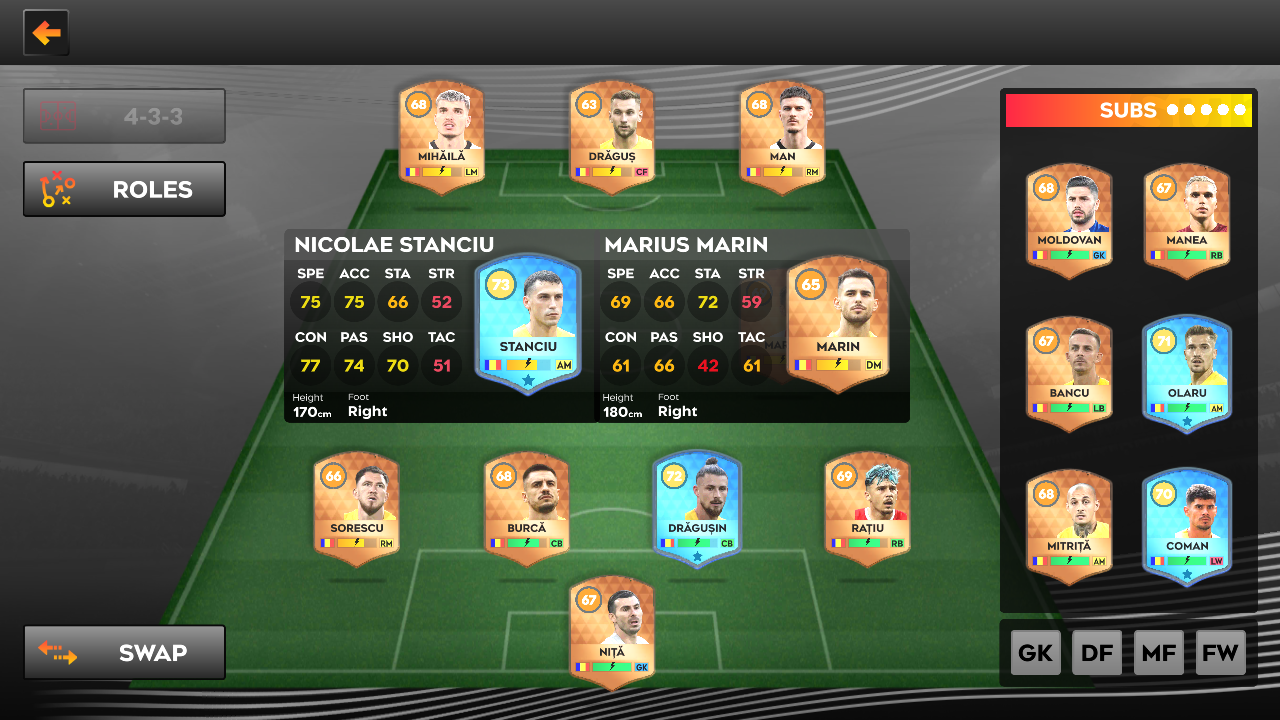 4-3-3
ROLES
68
MIHĂILĂ
LM
63
DRĂGUȘ
CF
68
MAN
RM
NICOLAE STANCIU
SPE ACC STA STR
75 75 66 52
CON PAS SHO TAC
77 74 70 51
Height Foot
170cm Right
73
STANCIU
AM
MARIUS MARIN
SPE ACC STA STR
69 66 72 59
CON PAS SHO TAC
61 66 42 61
Height Foot
180cm Right
65
MARIN
DM
66
SORESCU
RM
68
BURCĂ
CB
72
DRĂGUȘIN
CB
69
RAȚIU
RB
67
NIȚĂ
GK
SWAP
SUBS
68
MOLDOVAN
GK
67
MANEA
RB
67
BANCU
LB
71
OLARU
AM
68
MITRIȚĂ
AM
70
COMAN
LW
GK DF MF FW